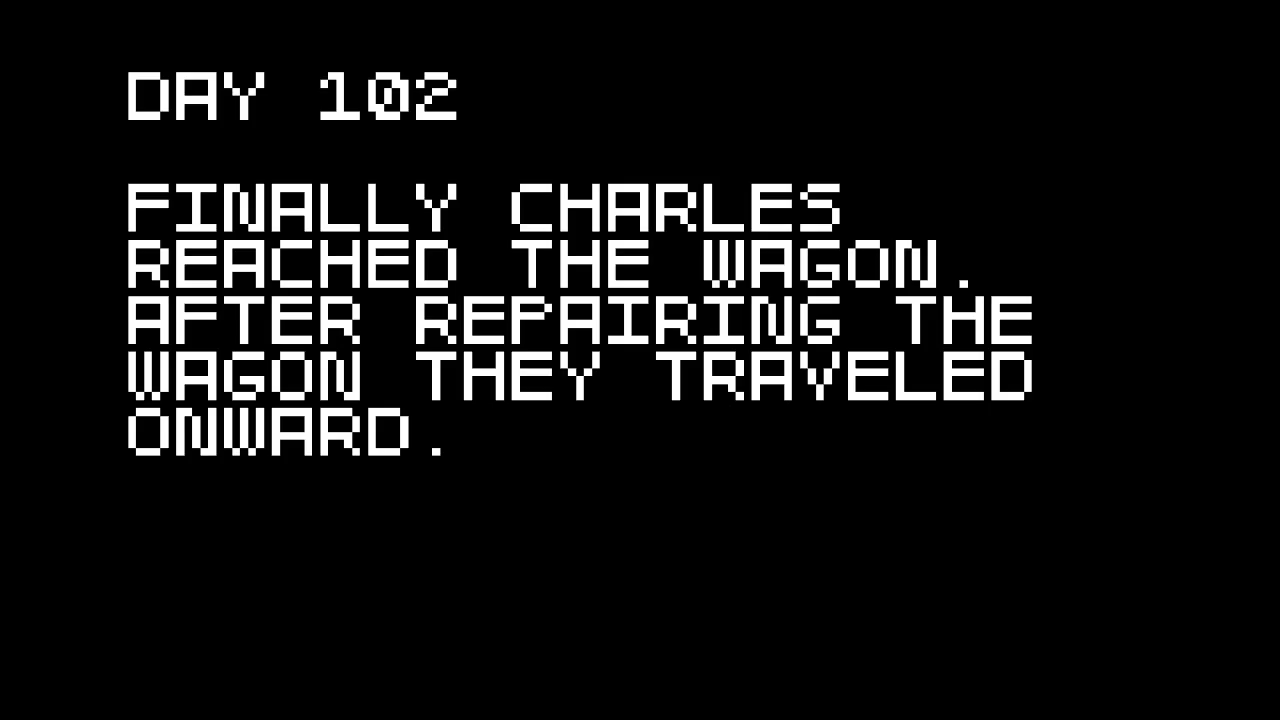 DAY 102
FINALLY CHARLES
REACHED THE WAGON.
AFTER REPAIRING THE
WAGON THEY TRAVELED
ONWARD.